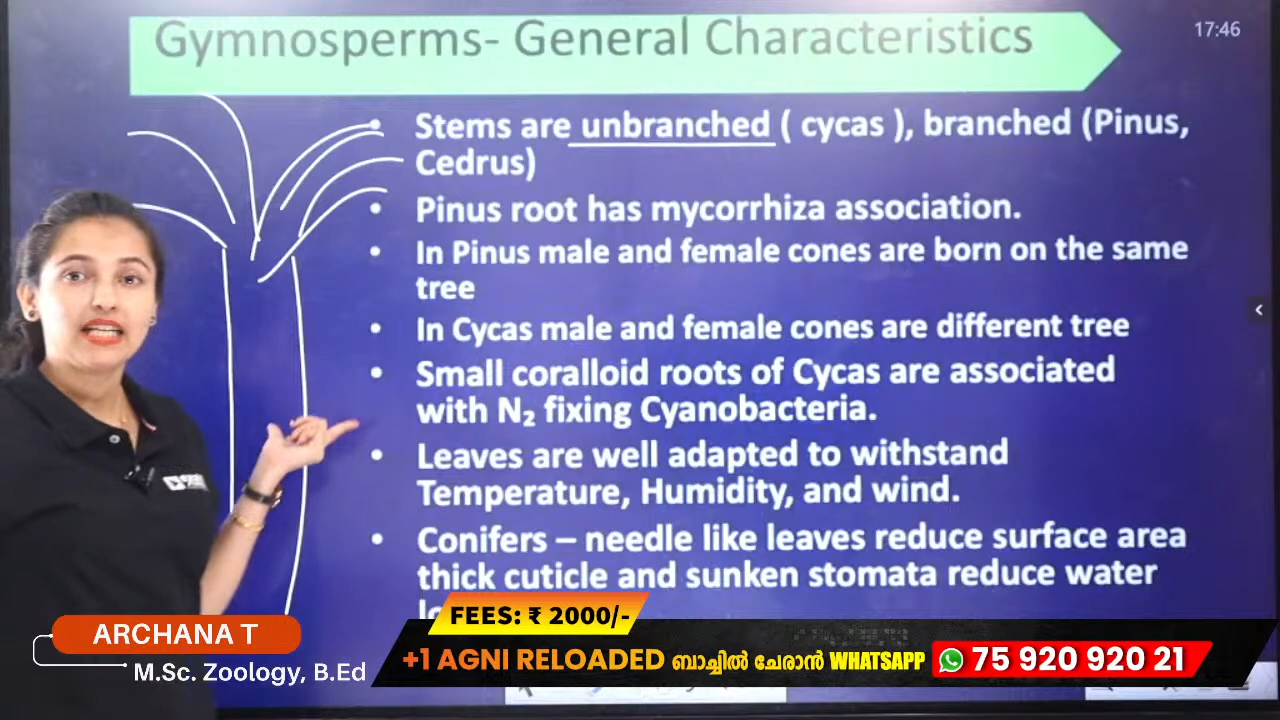 Gymnosperms- General Characteristics
17:46
• Stems are unbranched ( cycas ), branched (Pinus,
Cedrus)
• Pinus root has mycorrhiza association.
• In Pinus male and female cones are born on the same
tree
• In Cycas male and female cones are different tree
• Small coralloid roots of Cycas are associated
with N₂ fixing Cyanobacteria.
• Leaves are well adapted to withstand
Temperature, Humidity, and wind.
• Conifers – needle like leaves reduce surface area
thick cuticle and sunken stomata reduce water
FEES: ₹ 2000/-
ARCHANA T
M.Sc. Zoology, B.Ed
+1 AGNI RELOADED ബാച്ചിൽ ചേരാൻ WHATSAPP 75 920 920 21